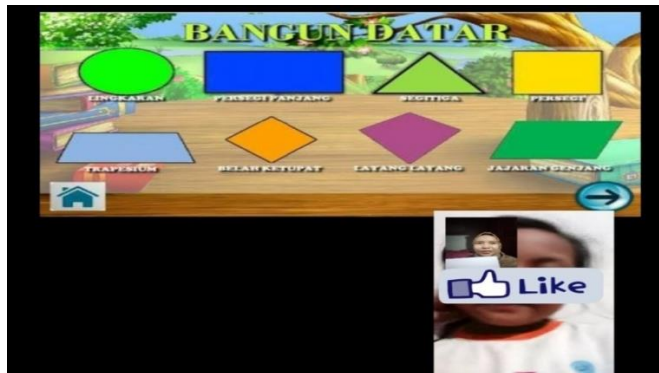 BANGUN DATAR
LINGKARAN PERSEGI PANJANG SEGITIGA PERSEGI
TRAPESIUM BELAH KETUPAT LAYANG LAYANG JAJARAN GENJANG
Like